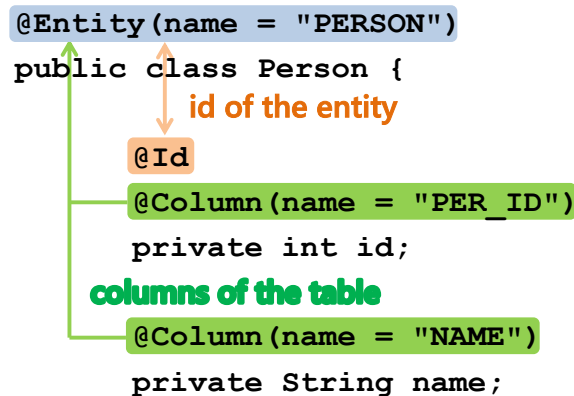 @Entity(name = "PERSON")
public class Person {
id of the entity
@Id
@Column(name = "PER_ID")
private int id;
columns of the table
@Column(name = "NAME")
private String name;